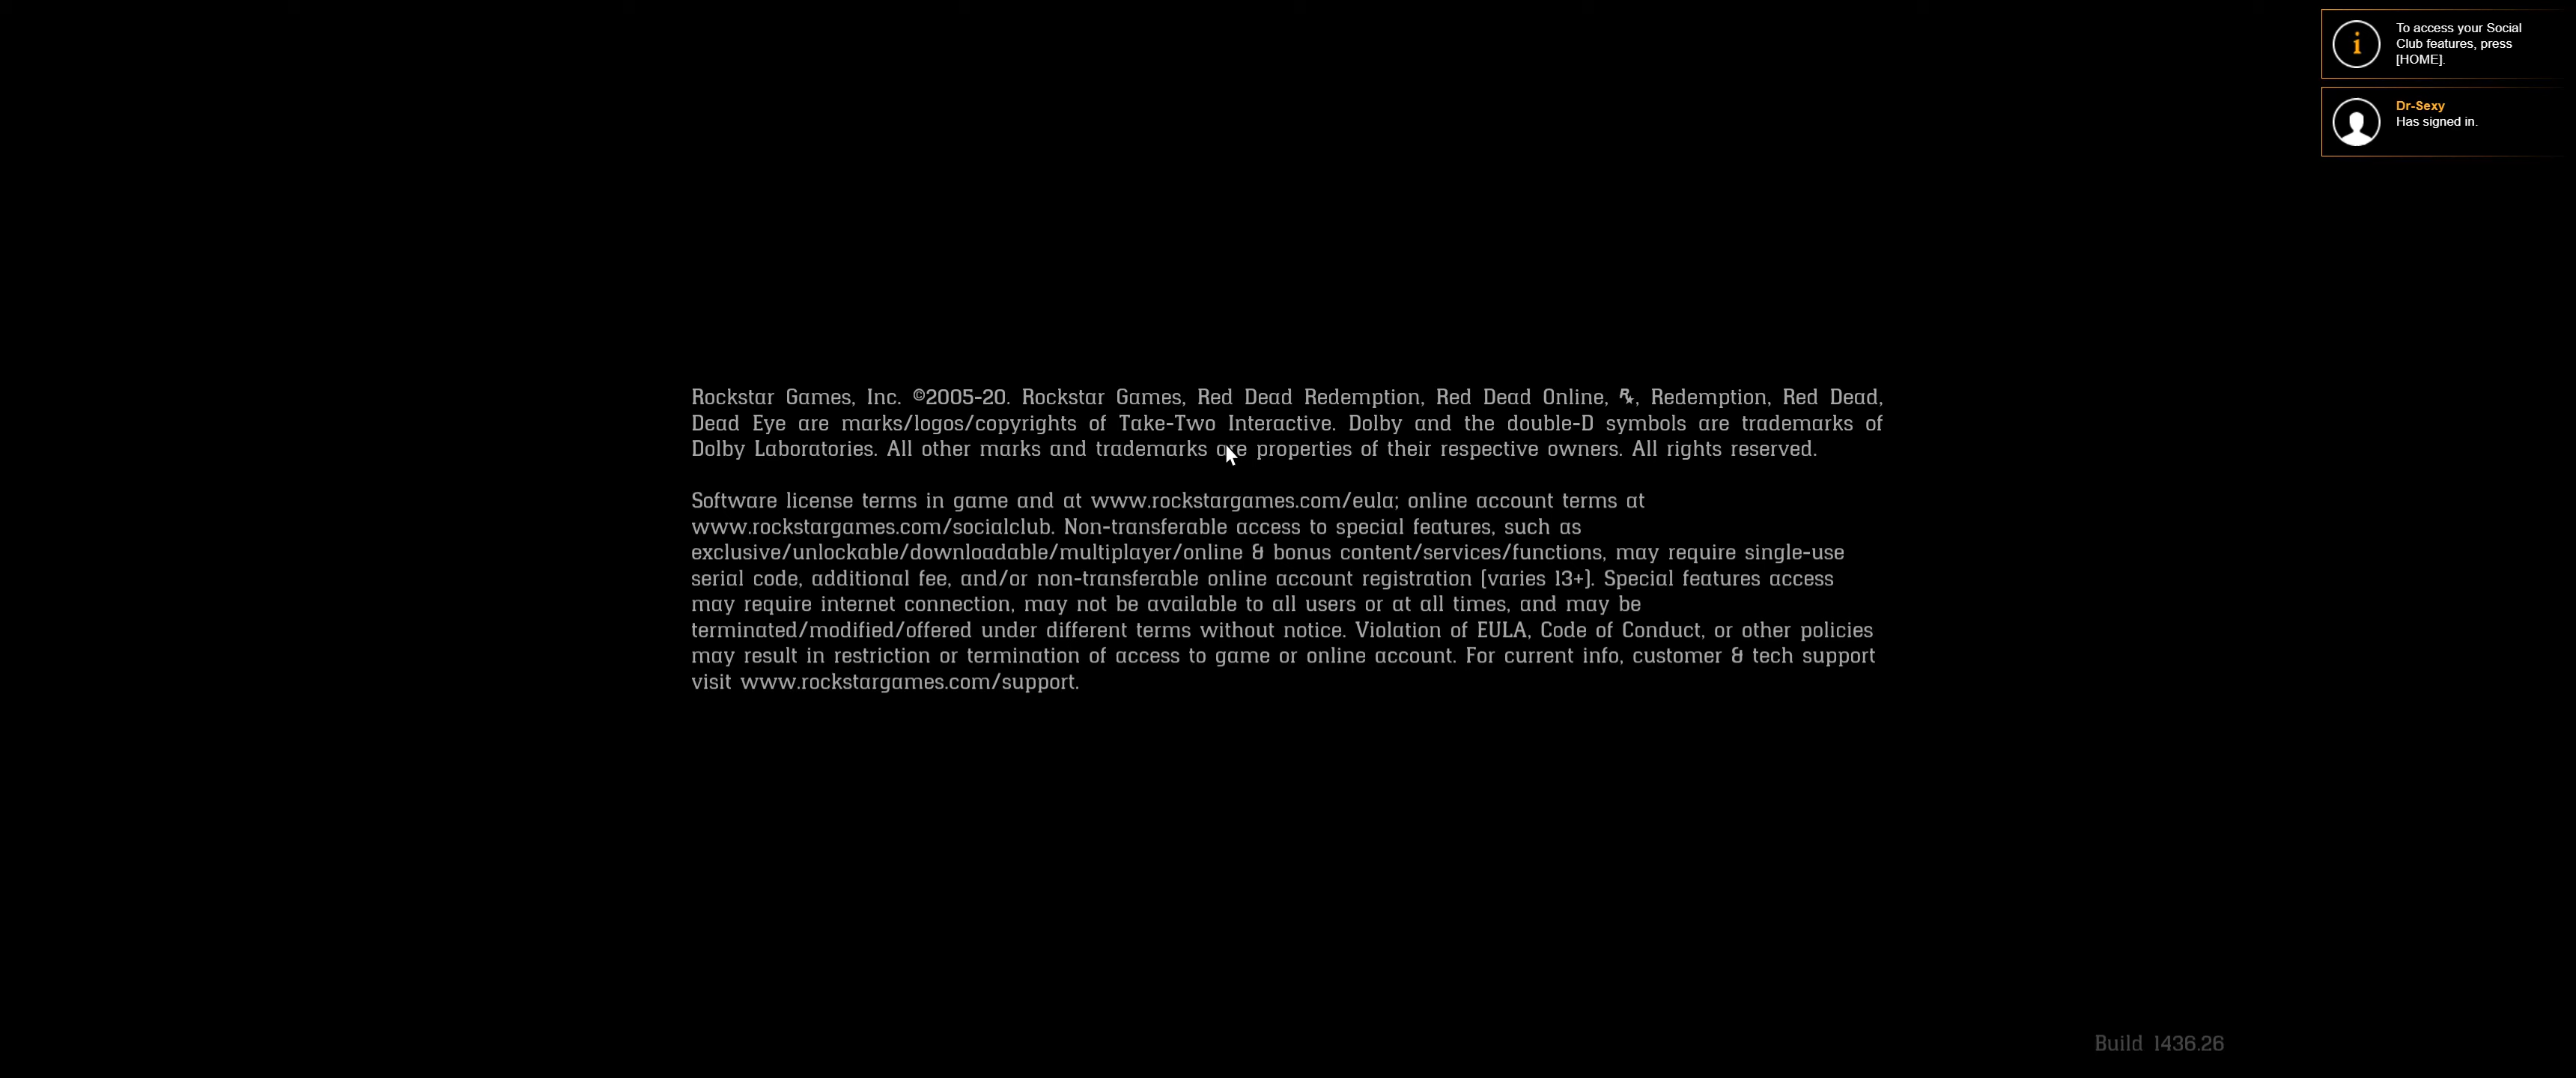 To access your Social
Club features, press
[HOME].
Dr-Sexy
Has signed in.
Rockstar Games, Inc. ©2005-20. Rockstar Games, Red Dead Redemption, Red Dead Online, R★, Redemption, Red Dead,
Dead Eye are marks/logos/copyrights of Take-Two Interactive. Dolby and the double-D symbols are trademarks of
Dolby Laboratories. All other marks and trademarks are properties of their respective owners. All rights reserved.
Software license terms in game and at www.rockstargames.com/eula; online account terms at
www.rockstargames.com/socialclub. Non-transferable access to special features, such as
exclusive/unlockable/downloadable/multiplayer/online & bonus content/services/functions, may require single-use
serial code, additional fee, and/or non-transferable online account registration (varies 13+). Special features access
may require internet connection, may not be available to all users or at all times, and may be
terminated/modified/offered under different terms without notice. Violation of EULA, Code of Conduct, or other policies
may result in restriction or termination of access to game or online account. For current info, customer & tech support
visit www.rockstargames.com/support.
Build 1436.26